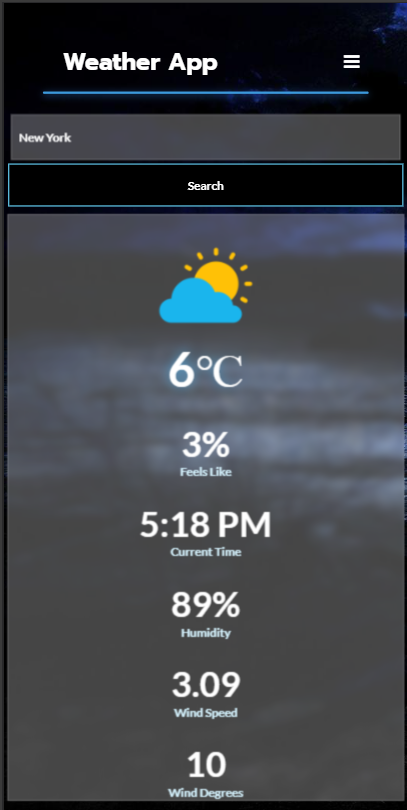 Weather App
New York
Search
6°C
3%
Feels Like
5:18 PM
Current Time
89%
Humidity
3.09
Wind Speed
10
Wind Degrees